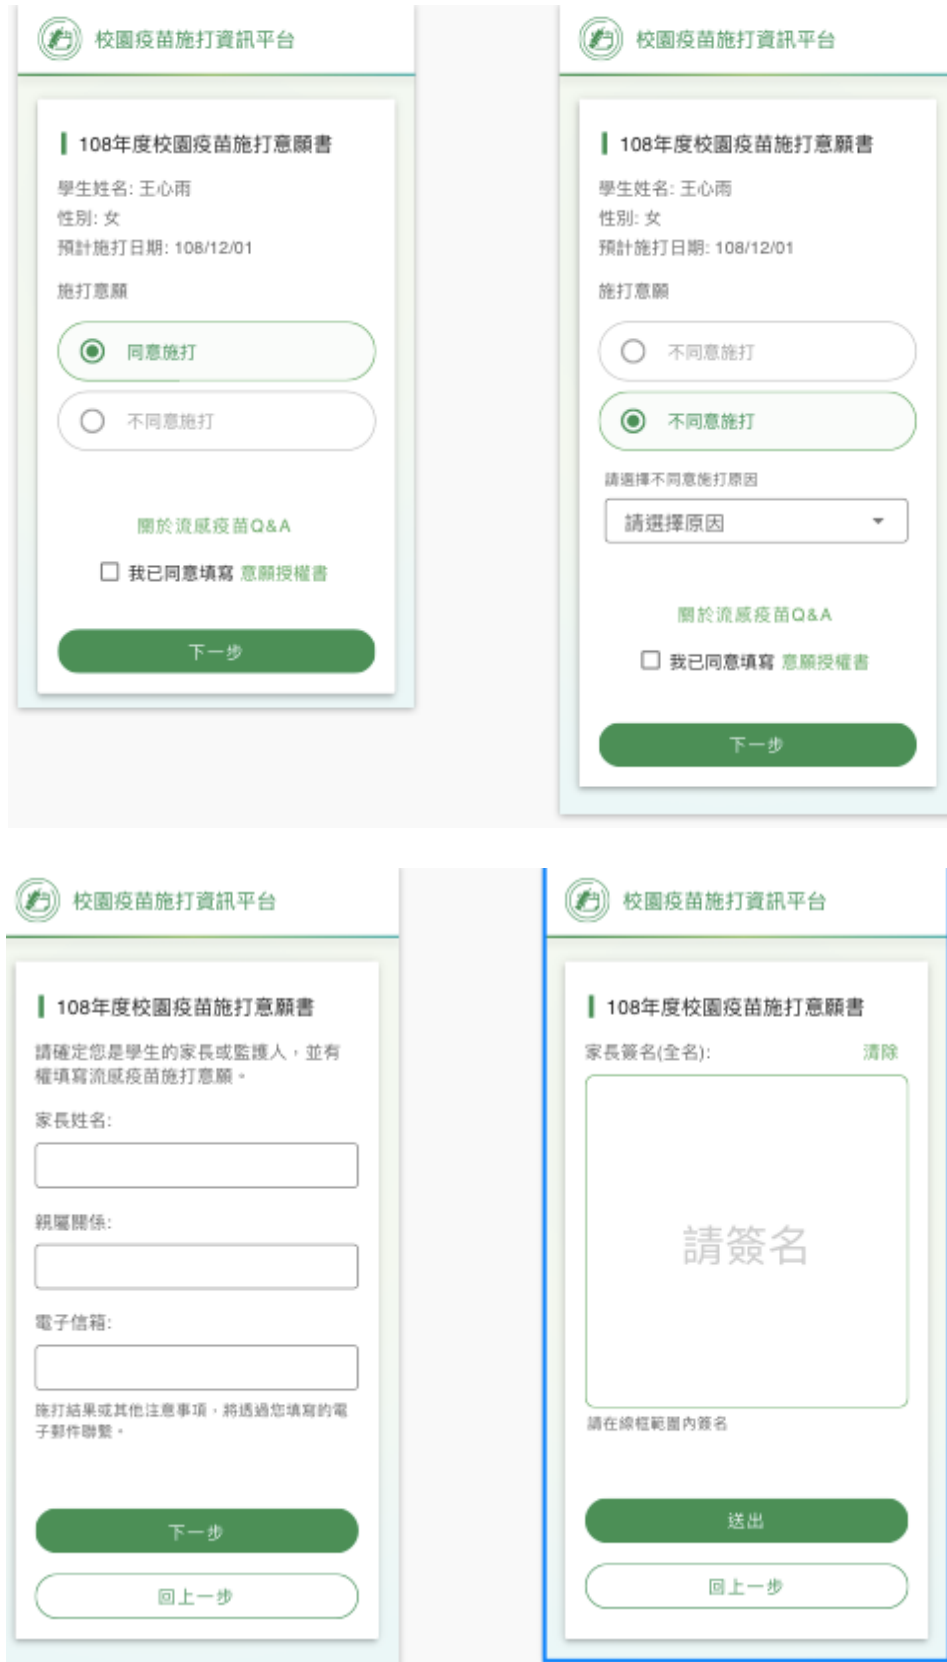 校園疫苗施打資訊平台
108年度校園疫苗施打意願書
學生姓名: 王心雨
性別: 女
預計施打日期: 108/12/01
施打意願
同意施打
不同意施打
關於流感疫苗Q&A
我已同意填寫 意願授權書
下一步
校園疫苗施打資訊平台
108年度校園疫苗施打意願書
學生姓名: 王心雨
性別: 女
預計施打日期: 108/12/01
施打意願
不同意施打
不同意施打
請選擇不同意施打原因
請選擇原因
關於流感疫苗Q&A
我已同意填寫 意願授權書
下一步
校園疫苗施打資訊平台
108年度校園疫苗施打意願書
請確定您是學生的家長或監護人，並有
權填寫流感疫苗施打意願。
家長姓名:
親屬關係:
電子信箱:
施打結果或其他注意事項，將透過您填寫的電
子郵件聯繫。
下一步
回上一步
校園疫苗施打資訊平台
108年度校園疫苗施打意願書
家長簽名(全名):
清除
請簽名
請在線框範圍內簽名
送出
回上一步